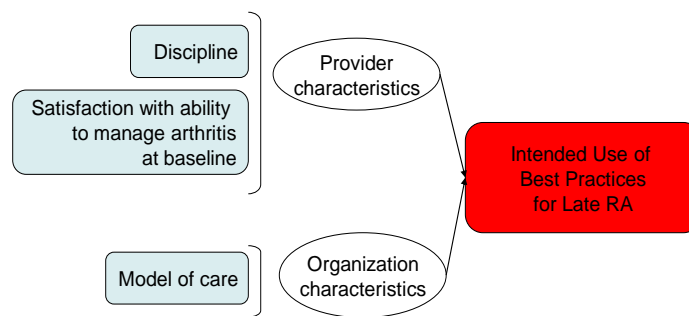 Discipline
Satisfaction with ability
to manage arthritis
at baseline
Provider
characteristics
Intended Use of
Best Practices
for Late RA
Model of care
Organization
characteristics